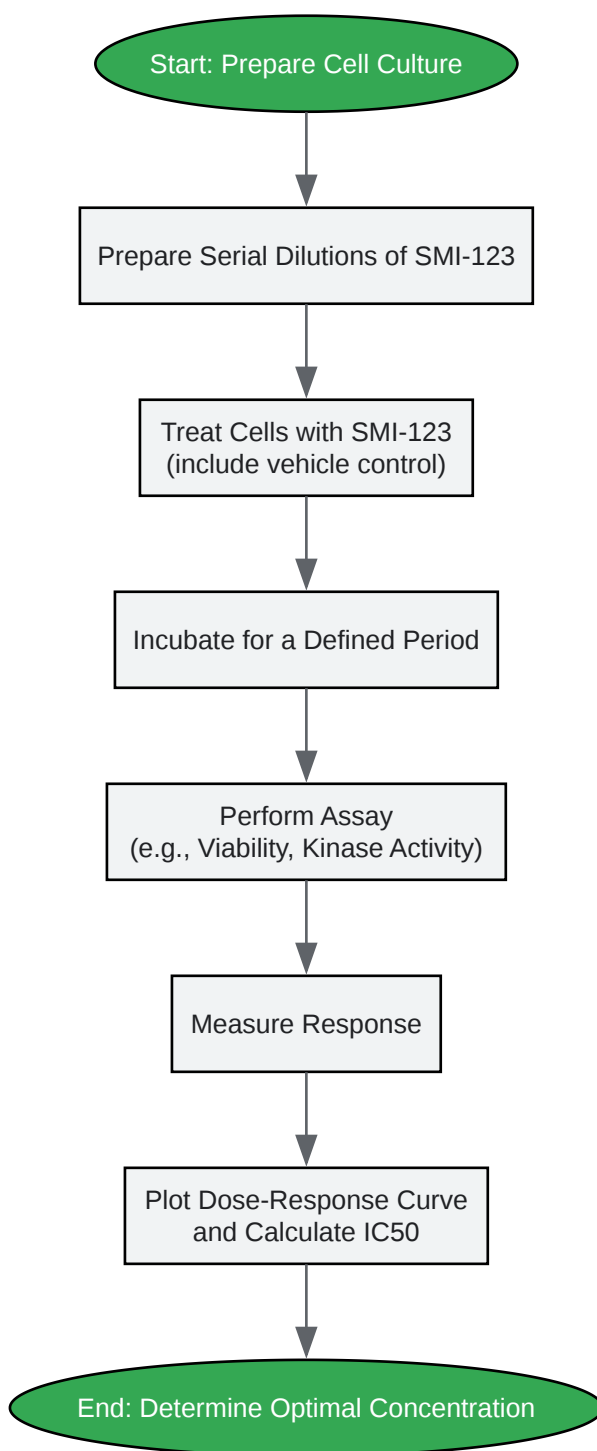 Start: Prepare Cell Culture
Prepare Serial Dilutions of SMI-123
Treat Cells with SMI-123
(include vehicle control)
Incubate for a Defined Period
Perform Assay
(e.g., Viability, Kinase Activity)
Measure Response
Plot Dose-Response Curve
and Calculate IC50
End: Determine Optimal Concentration